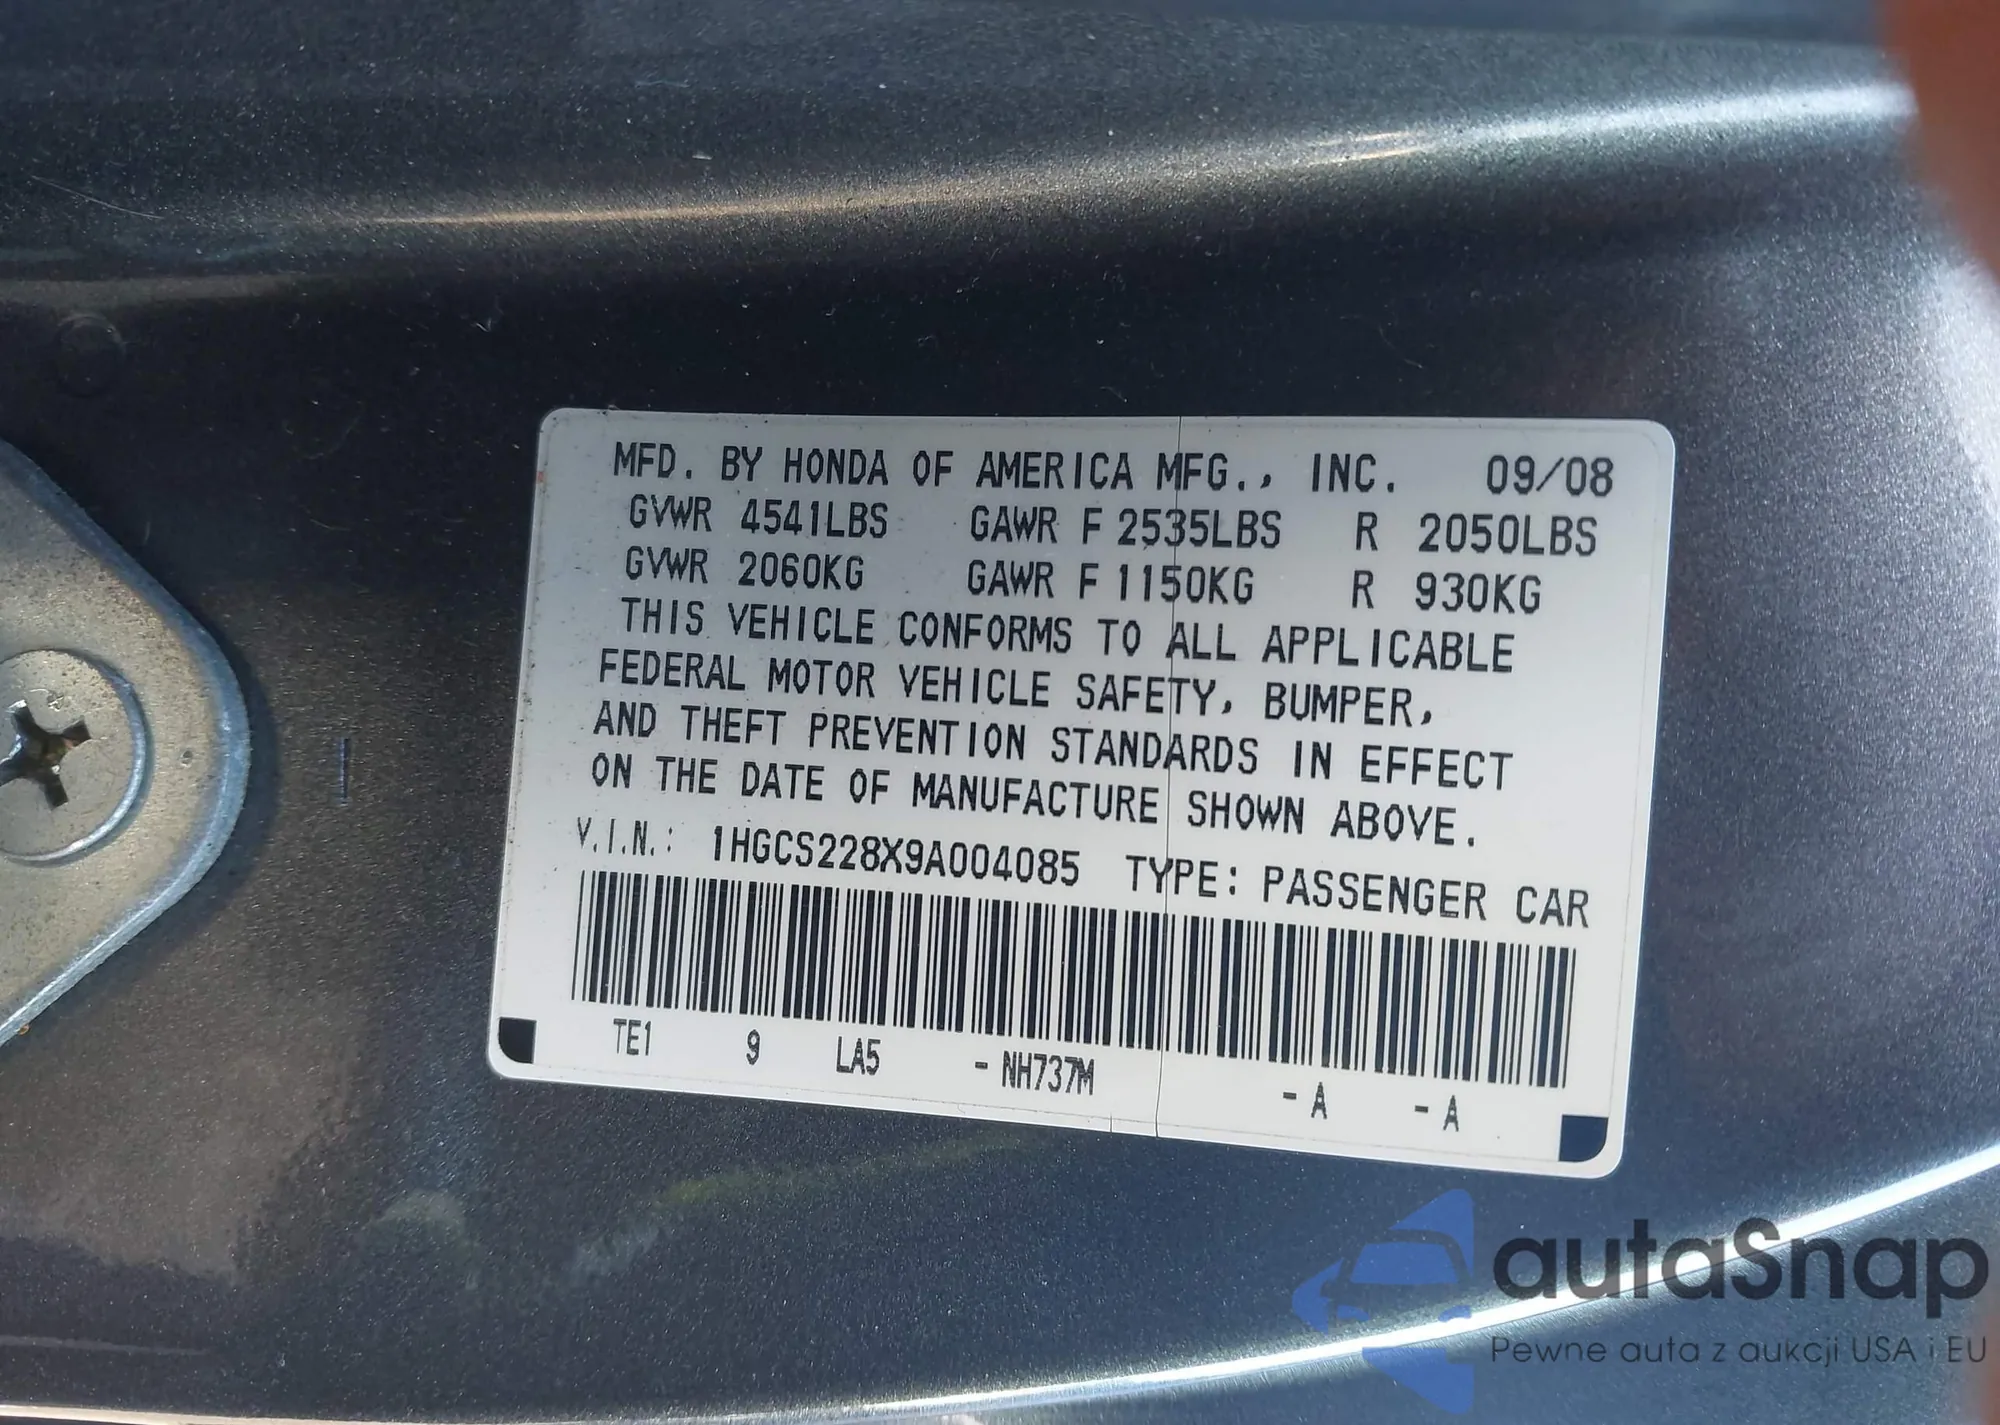 MFD. BY HONDA OF AMERICA MFG., INC. 09/08
GVWR 4541LBS GAWR F 2535LBS R 2050LBS
GVWR 2060KG GAWR F 1150KG R 930KG
THIS VEHICLE CONFORMS TO ALL APPLICABLE
FEDERAL MOTOR VEHICLE SAFETY, BUMPER,
AND THEFT PREVENTION STANDARDS IN EFFECT
ON THE DATE OF MANUFACTURE SHOWN ABOVE.
V.I.N.: 1HGCS228X9A004085 TYPE: PASSENGER CAR
TE1 9 LA5 -NH737M -A -A
autaSnap
Pewne auta z aukcji USA i EU